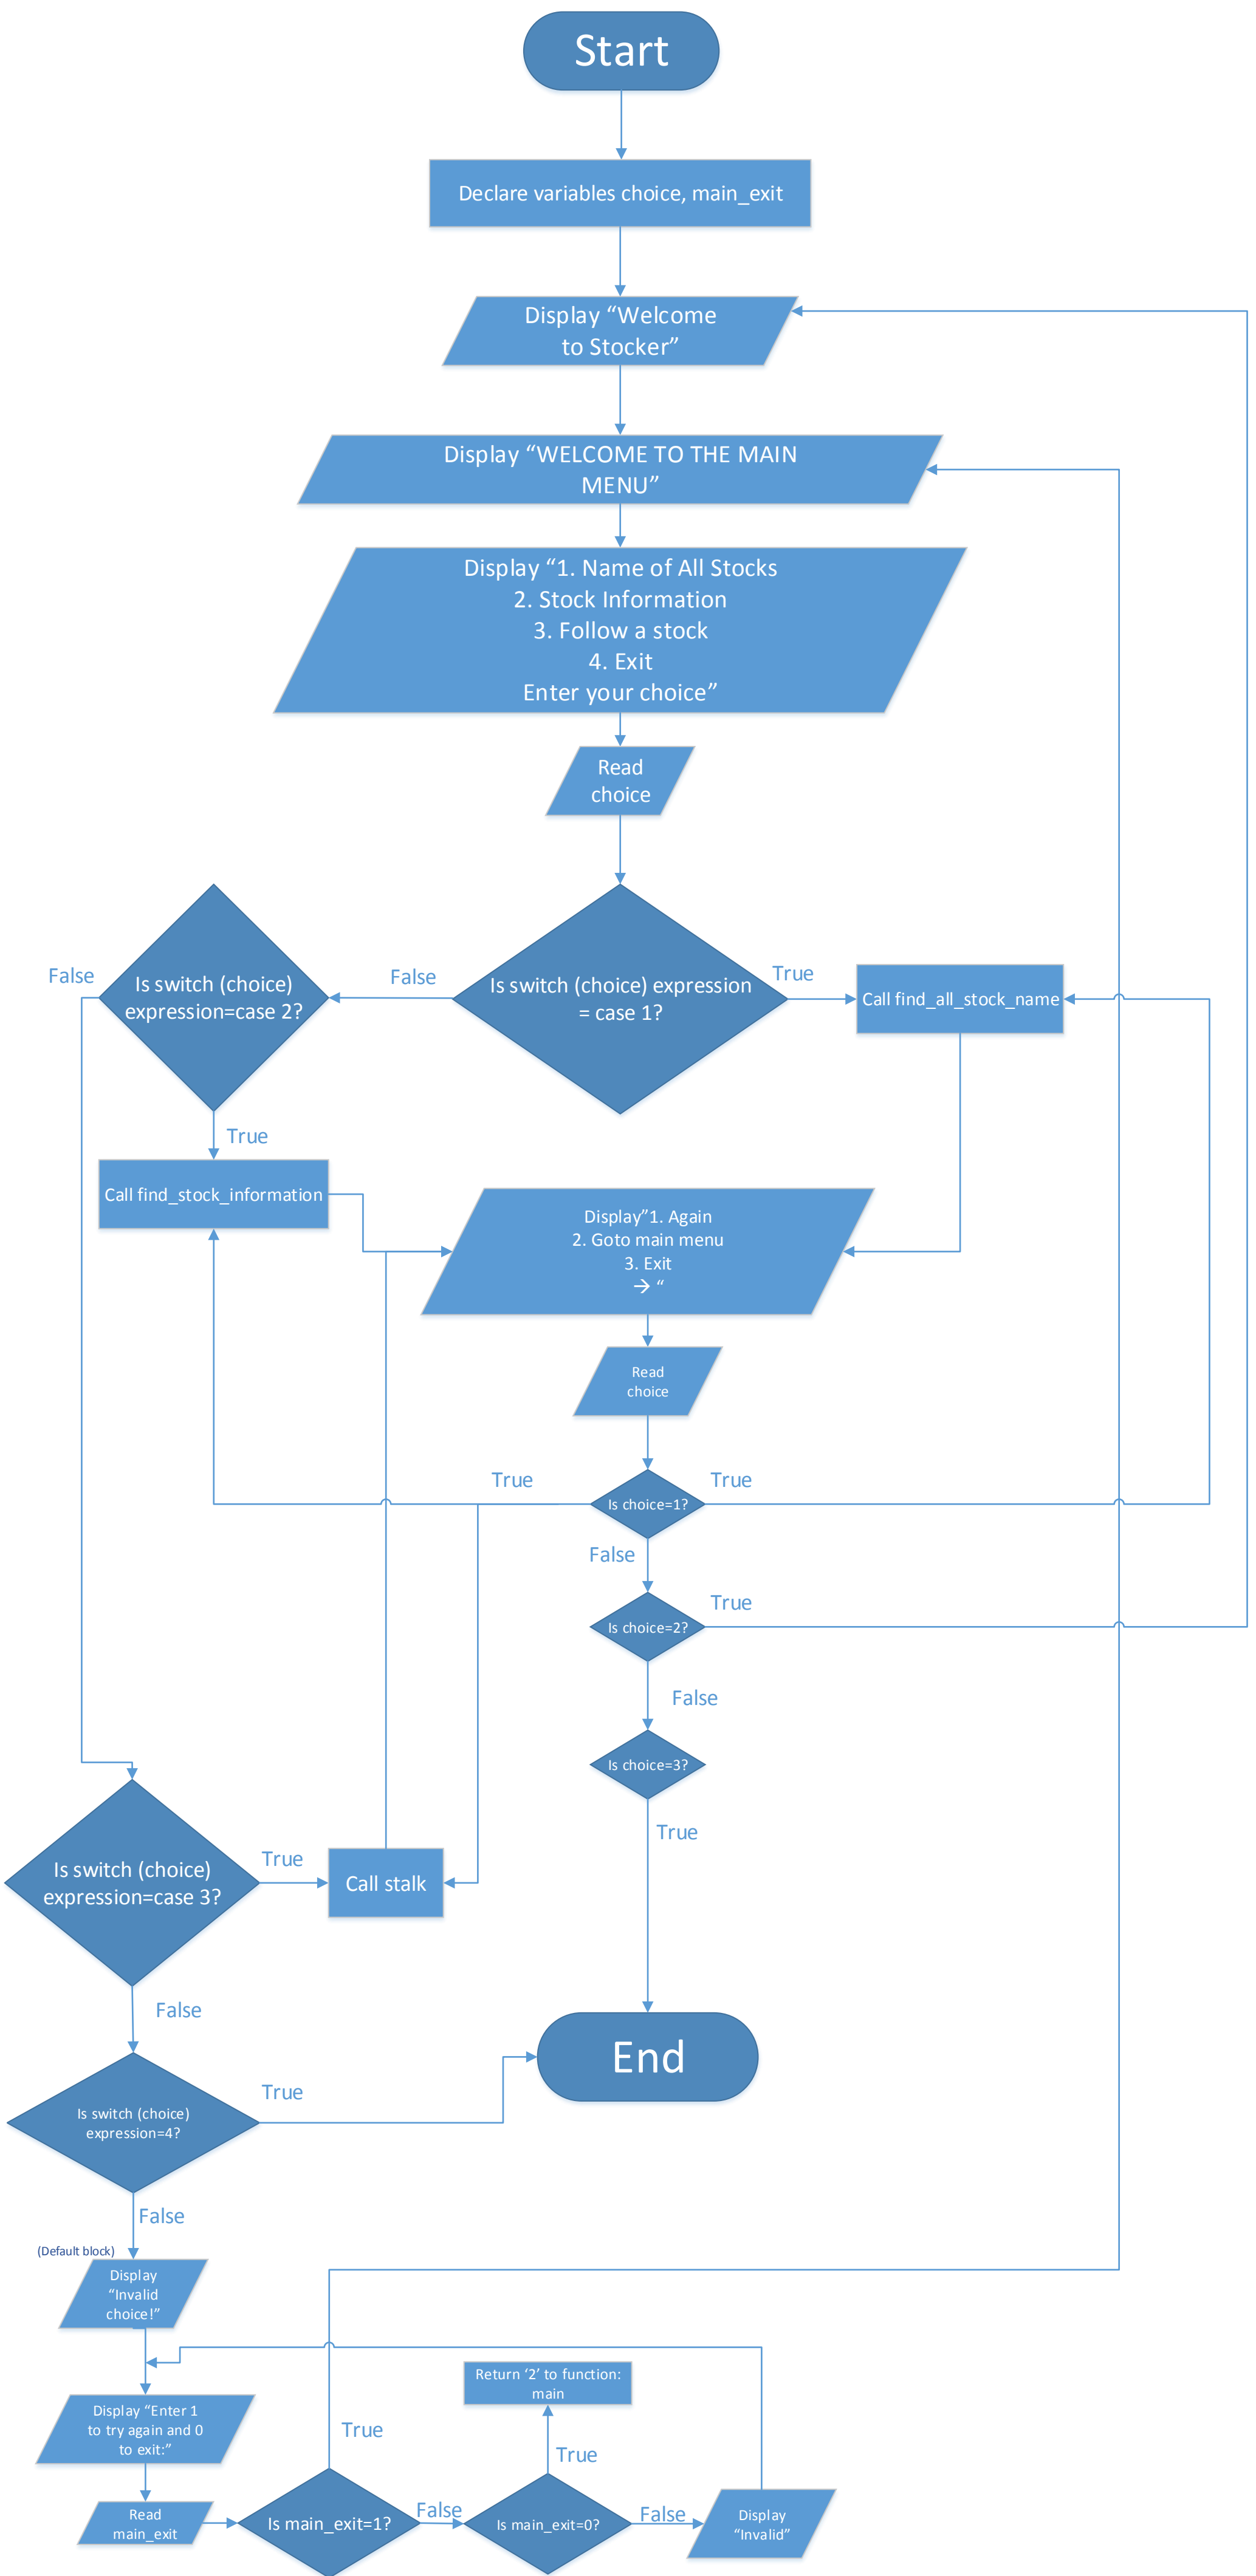 Start
Declare variables choice, main_exit
Display “Welcome
to Stocker”
Display “WELCOME TO THE MAIN
MENU”
Display “1. Name of All Stocks
2. Stock Information
3. Follow a stock
4. Exit
Enter your choice”
Read
choice
Is switch (choice) expression
= case 1?
True
Call find_all_stock_name
False
Is switch (choice)
expression=case 2?
False
True
Call find_stock_information
Display”1. Again
2. Goto main menu
3. Exit
→ “
Read
choice
Is choice=1?
True
True
False
Is choice=2?
True
False
Is choice=3?
True
Is switch (choice)
expression=case 3?
True
Call stalk
False
End
Is switch (choice)
expression=4?
True
False
(Default block)
Display
“Invalid
choice!”
Display “Enter 1
to try again and 0
to exit:”
Read
main_exit
Is main_exit=1?
True
False
Is main_exit=0?
True
Return ‘2’ to function:
main
False
Display
“Invalid”